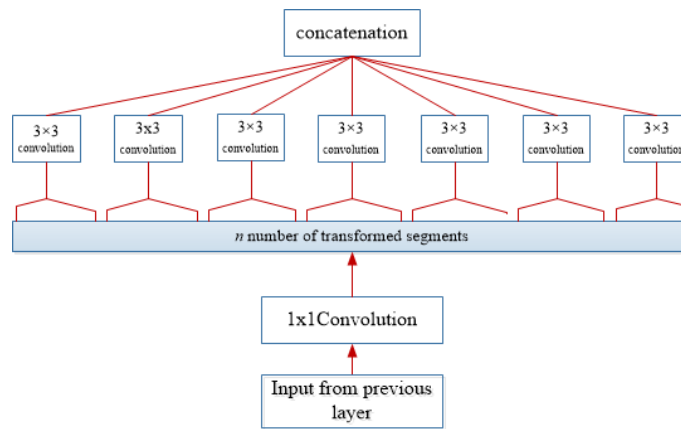 concatenation
3×3
convolution
3x3
convolution
3×3
convolution
3×3
convolution
3×3
convolution
3×3
convolution
3×3
convolution
n number of transformed segments
1x1Convolution
Input from previous
layer